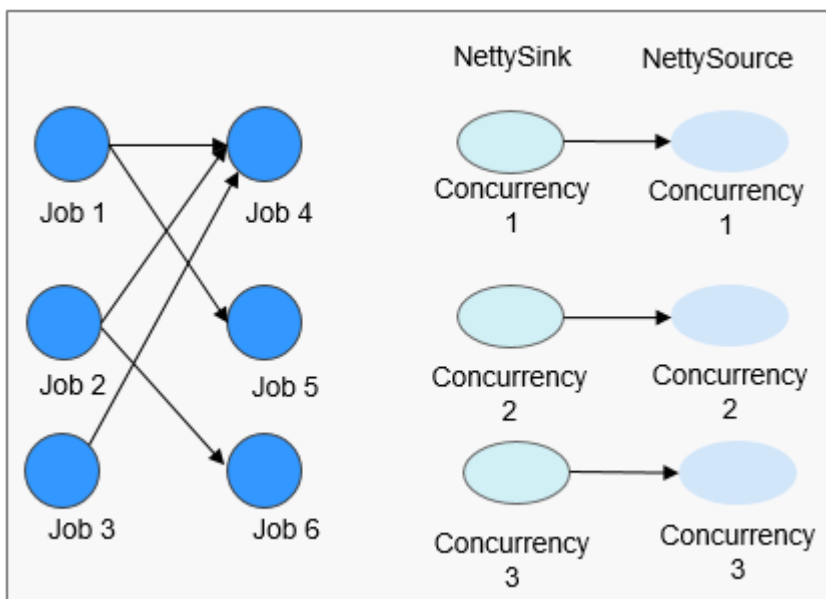 NettySink
NettySource
Job 1
Job 4
Concurrency
1
Concurrency
1
Job 2
Job 5
Concurrency
2
Concurrency
2
Job 3
Job 6
Concurrency
3
Concurrency
3